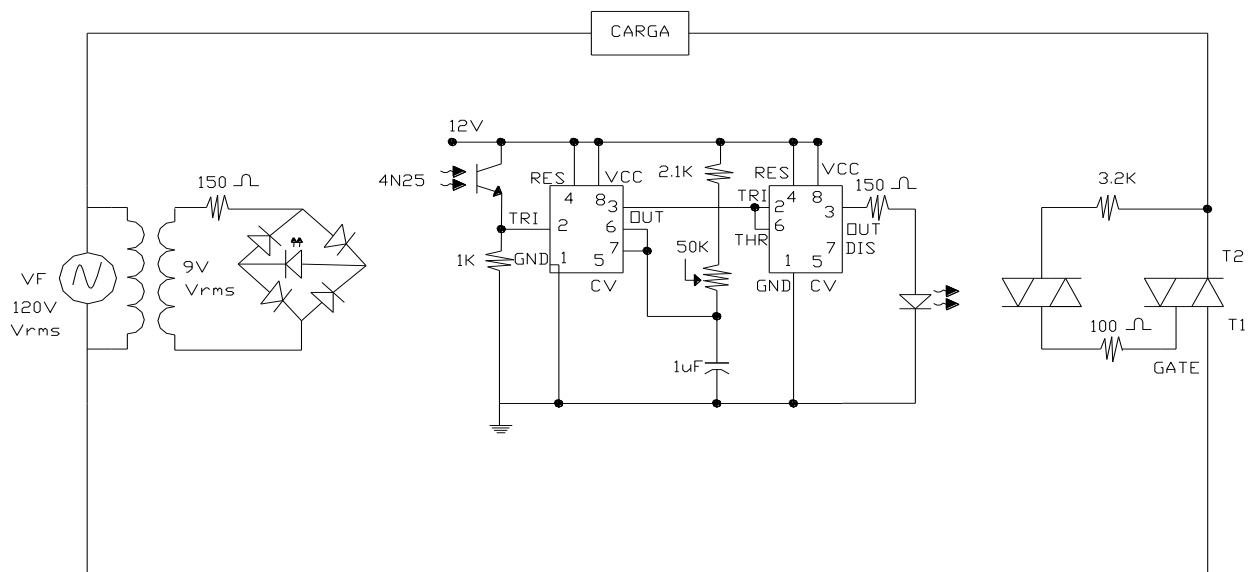 CARGA
12V
4N25
150 Ω
RES
VCC
2.1K
RES
VCC
150 Ω
3.2K
4
8
3
OUT
TRI
2
6
7
1K
GND
1
5
CV
50K
TRI
THR
4
8
2
3
6
OUT
DIS
7
1
5
GND
CV
VF
120V
Vrms
9V
Vrms
1uF
T2
T1
100 Ω
GATE